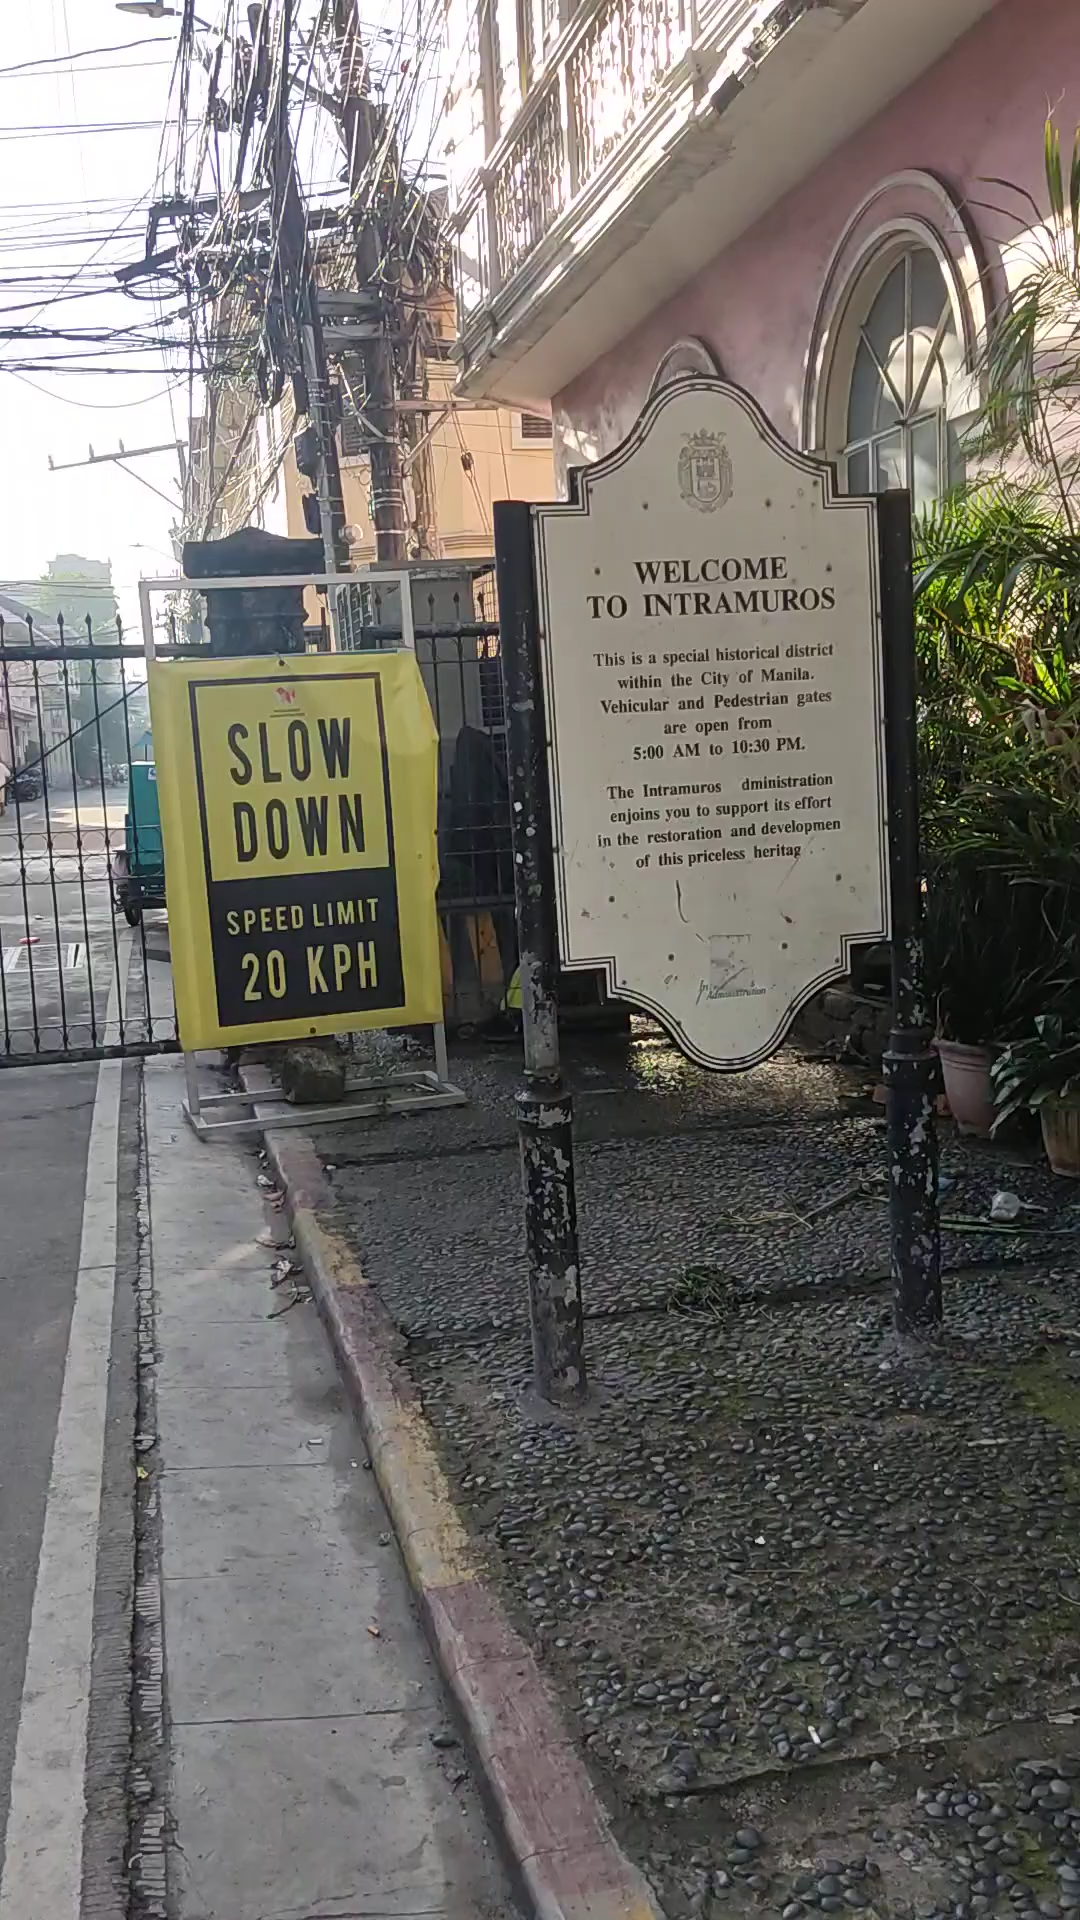 SLOW
DOWN
SPEED LIMIT
20 KPH
WELCOME
TO INTRAMUROS
This is a special historical district
within the City of Manila.
Vehicular and Pedestrian gates
are open from
5:00 AM to 10:30 PM.
The Intramuros dministration
enjoins you to support its effort
in the restoration and developmen
of this priceless heritag
Administration